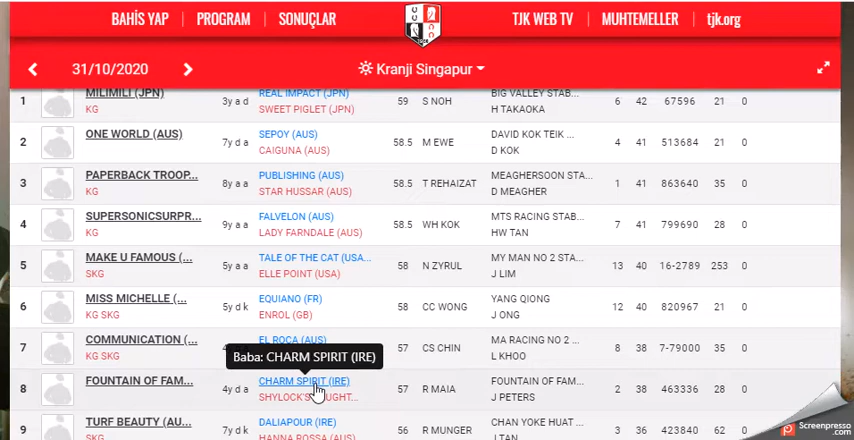 BAHİS YAP | PROGRAM | SONUÇLAR TJK WEB TV | MUHTEMELLER | tjk.org
31/10/2020 Kranji Singapur
1 MILIMILI (JPN) 3y a d REAL IMPACT (JPN) 59 S NOH BIG VALLEY STAB... 6 42 67596 21 0
KG SWEET PIGLET (JPN) H TAKAOKA
2 ONE WORLD (AUS) 7y d a SEPOY (AUS) 58.5 M EWE DAVID KOK TEIK ... 4 41 513684 21 0
CAIGUNA (AUS) D KOK
3 PAPERBACK TROOP... 8y a a PUBLISHING (AUS) 58.5 T REHAIZAT MEAGHERSOON STA... 1 41 863640 35 0
KG STAR HUSSAR (AUS) D MEAGHER
4 SUPERSONICSURPR... 9y a a FALVELON (AUS) 58.5 WH KOK MTS RACING STAB... 7 41 799690 28 0
KG LADY FARNDALE (AUS) HW TAN
5 MAKE U FAMOUS (... 5y a a TALE OF THE CAT (USA... 58 N ZYRUL MY MAN NO 2 STA... 13 40 16-2789 253 0
SKG ELLE POINT (USA) J LIM
6 MISS MICHELLE (... 5y d k EQUIANO (FR) 58 CC WONG YANG QIONG 12 40 820967 21 0
KG SKG ENROL (GB) J ONG
7 COMMUNICATION (... EL ROCA (AUS) 57 CS CHIN MA RACING NO 2 ... 8 38 7-79000 35 0
KG SKG L KHOO
Baba: CHARM SPIRIT (IRE)
8 FOUNTAIN OF FAM... 4y d a CHARM SPIRIT (IRE) 57 R MAIA FOUNTAIN OF FAM... 2 38 463336 28 0
J PETERS
9 TURF BEAUTY (AU... 7y d k DALIAPOUR (IRE) 56 R MUNGER CHAN YOKE HUAT ... 3 36 423840 62 0
HANNA ROSSA (AUS) J TAN
Screenpresso
.com